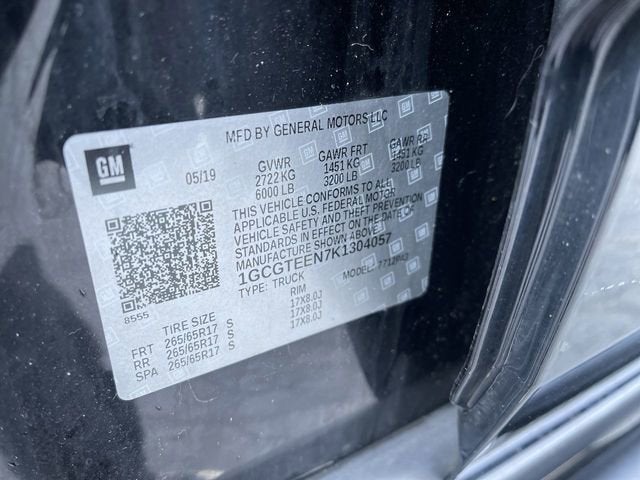 MFD BY GENERAL MOTORS LLC
GM
05/19
GVWR
2722 KG
6000 LB
GAWR FRT
1451 KG
3200 LB
GAWR RR
1451 KG
3200 LB
THIS VEHICLE CONFORMS TO ALL
APPLICABLE U.S. FEDERAL MOTOR
VEHICLE SAFETY AND THEFT PREVENTION
STANDARDS IN EFFECT ON THE DATE OF
MANUFACTURE SHOWN ABOVE.
1GCGTEEN7K1304057
TYPE: TRUCK
MODEL:
8555
TIRE SIZE
RIM
FRT 265/65R17 S 17X8.0J
RR 265/65R17 S 17X8.0J
SPA 265/65R17 S 17X8.0J